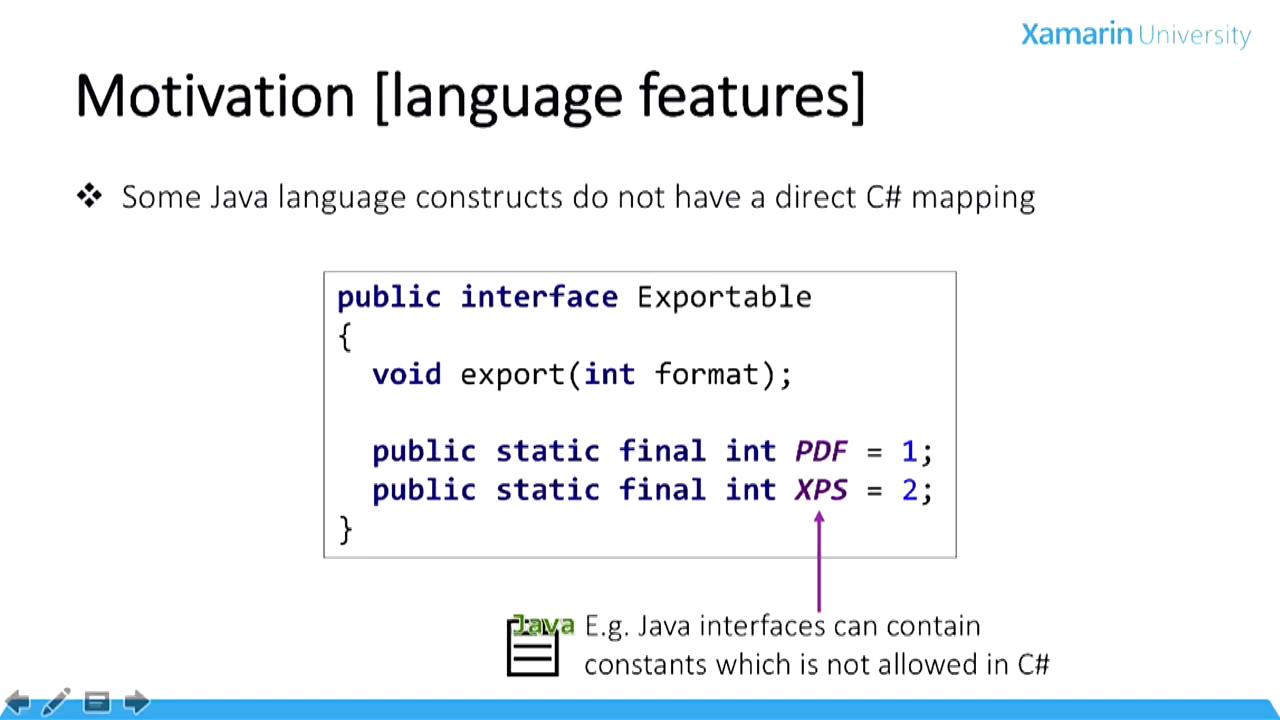 Xamarin University
Motivation [language features]
❖ Some Java language constructs do not have a direct C# mapping
public interface Exportable
{
void export(int format);
public static final int PDF = 1;
public static final int XPS = 2;
}
Java
E.g. Java interfaces can contain
constants which is not allowed in C#